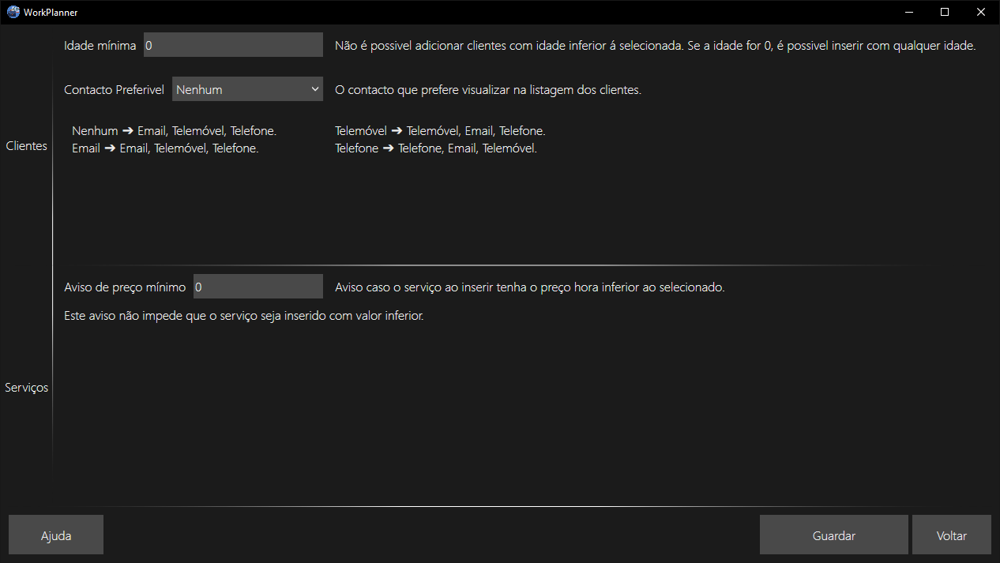 WorkPlanner
Idade mínima 0 Não é possivel adicionar clientes com idade inferior á selecionada. Se a idade for 0, é possivel inserir com qualquer idade.
Contacto Preferivel Nenhum O contacto que prefere visualizar na listagem dos clientes.
Nenhum ➔ Email, Telemóvel, Telefone. Telemóvel ➔ Telemóvel, Email, Telefone.
Clientes
Email ➔ Email, Telemóvel, Telefone. Telefone ➔ Telefone, Email, Telemóvel.
Aviso de preço mínimo 0 Aviso caso o serviço ao inserir tenha o preço hora inferior ao selecionado.
Este aviso não impede que o serviço seja inserido com valor inferior.
Serviços
Ajuda Guardar Voltar